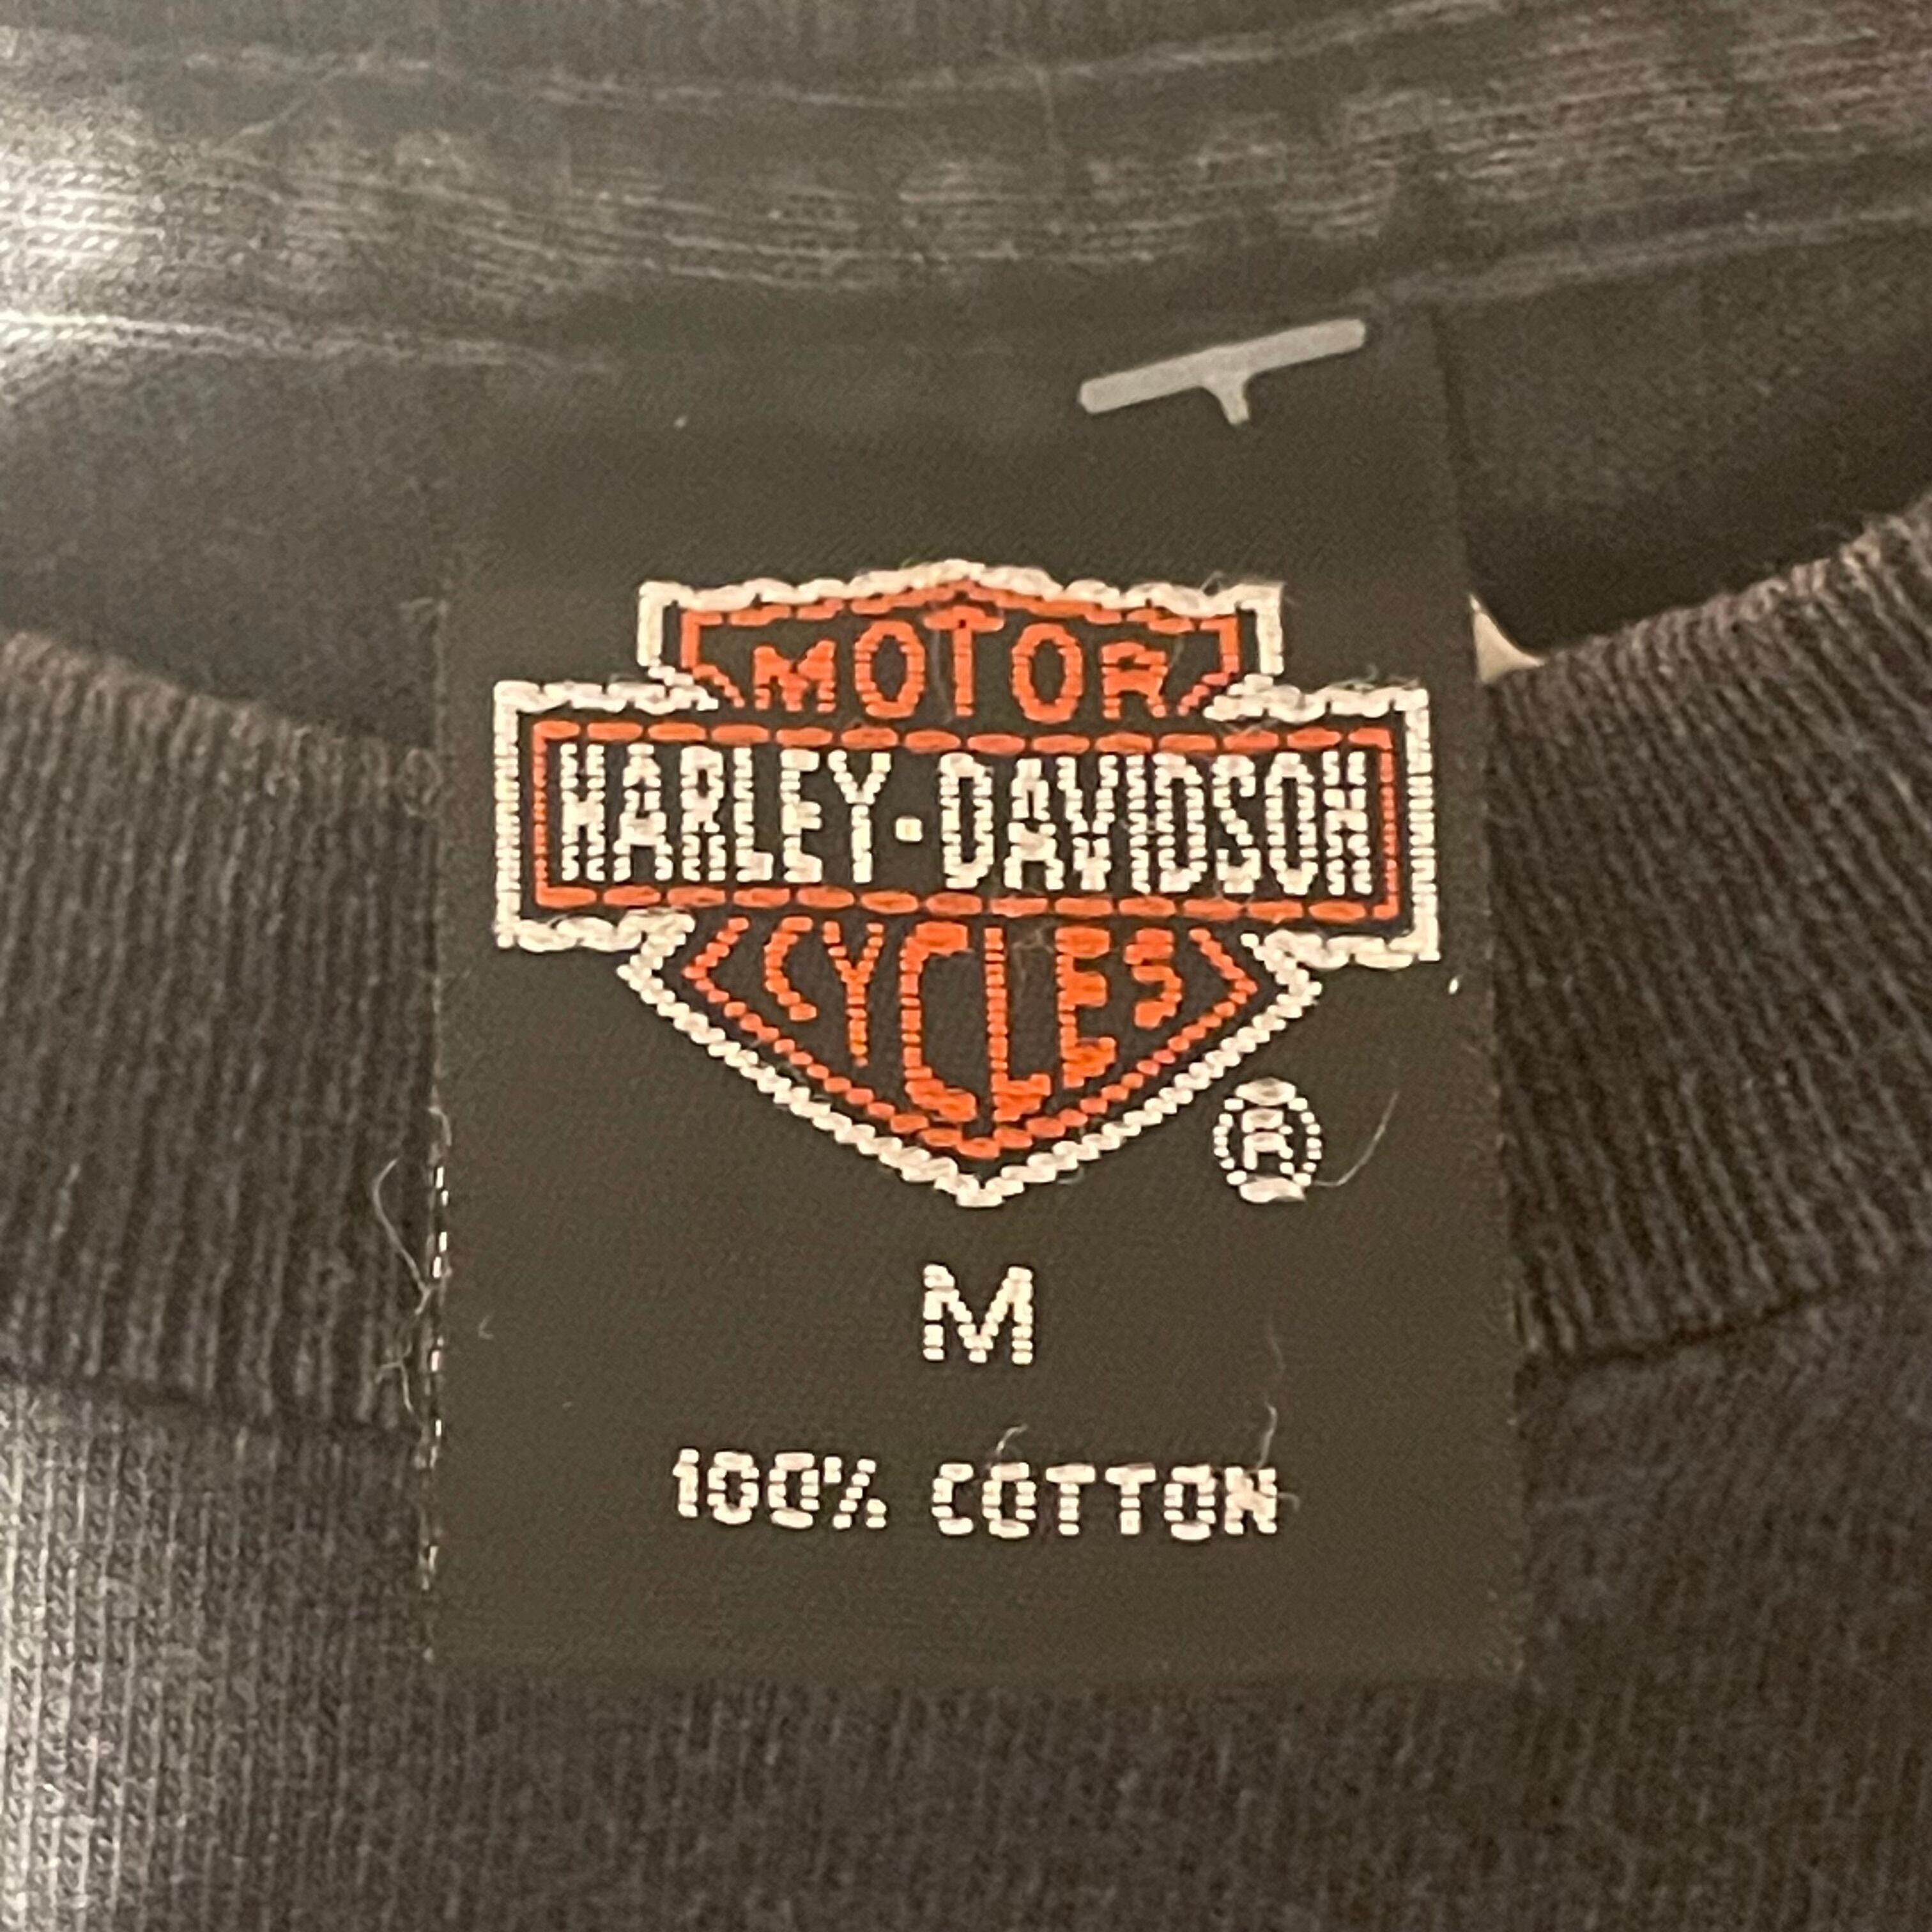 MOTOR
HARLEY-DAVIDSON
CYCLES
®
M
100% COTTON